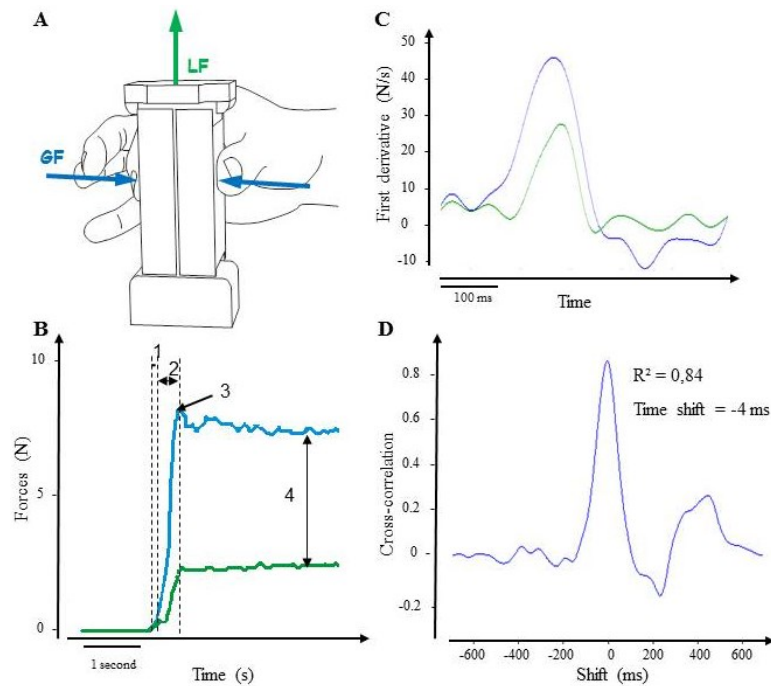 A
LF
GF
B
1
2
3
4
10
5
0
Forces (N)
1 second
Time (s)
C
50
40
30
20
10
0
-10
First derivative (N/s)
100 ms
Time
D
R² = 0,84
Time shift = -4 ms
0.8
0.6
0.4
0.2
0
-0.2
Cross-correlation
-600 -400 -200 0 200 400 600
Shift (ms)